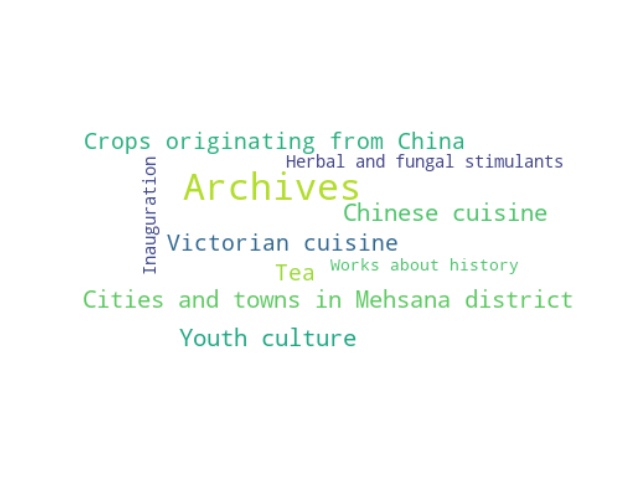 Crops originating from China
Herbal and fungal stimulants
Inauguration
Archives
Chinese cuisine
Victorian cuisine
Works about history
Tea
Cities and towns in Mehsana district
Youth culture